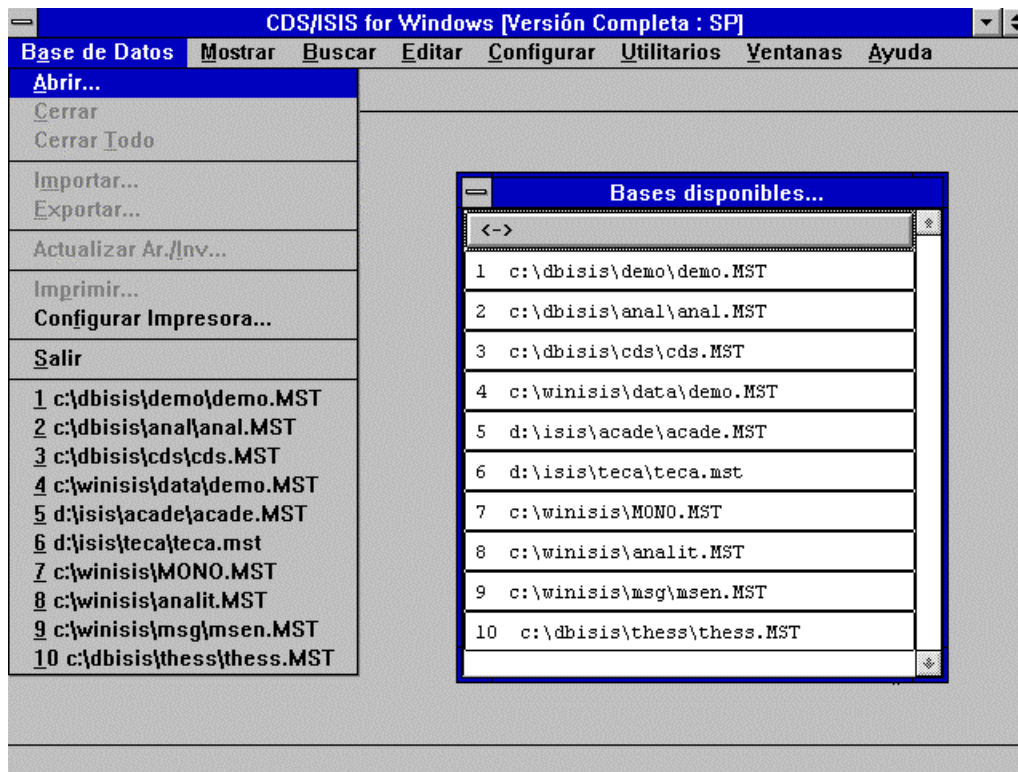 CDS/ISIS for Windows [Versión Completa : SP]
Base de Datos Mostrar Buscar Editar Configurar Utilitarios Ventanas Ayuda
Abrir...
Cerrar
Cerrar Todo
Importar...
Exportar...
Actualizar Ar./Inv...
Imprimir...
Configurar Impresora...
Salir
1 c:\dbisis\demo\demo.MST
2 c:\dbisis\anal\anal.MST
3 c:\dbisis\cds\cds.MST
4 c:\winisis\data\demo.MST
5 d:\isis\acade\acade.MST
6 d:\isis\teca\teca.mst
7 c:\winisis\MONO.MST
8 c:\winisis\analit.MST
9 c:\winisis\msg\msen.MST
10 c:\dbisis\thess\thess.MST
Bases disponibles...
<->
1 c:\dbisis\demo\demo.MST
2 c:\dbisis\anal\anal.MST
3 c:\dbisis\cds\cds.MST
4 c:\winisis\data\demo.MST
5 d:\isis\acade\acade.MST
6 d:\isis\teca\teca.mst
7 c:\winisis\MONO.MST
8 c:\winisis\analit.MST
9 c:\winisis\msg\msen.MST
10 c:\dbisis\thess\thess.MST